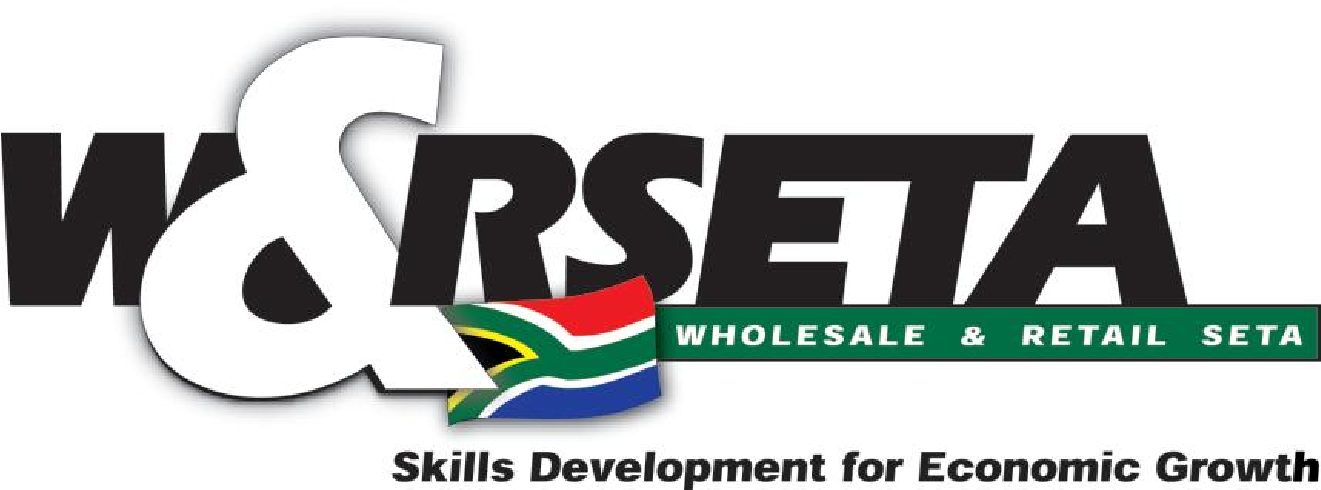 W&RSETA
WHOLESALE & RETAIL SETA
Skills Development for Economic Growth